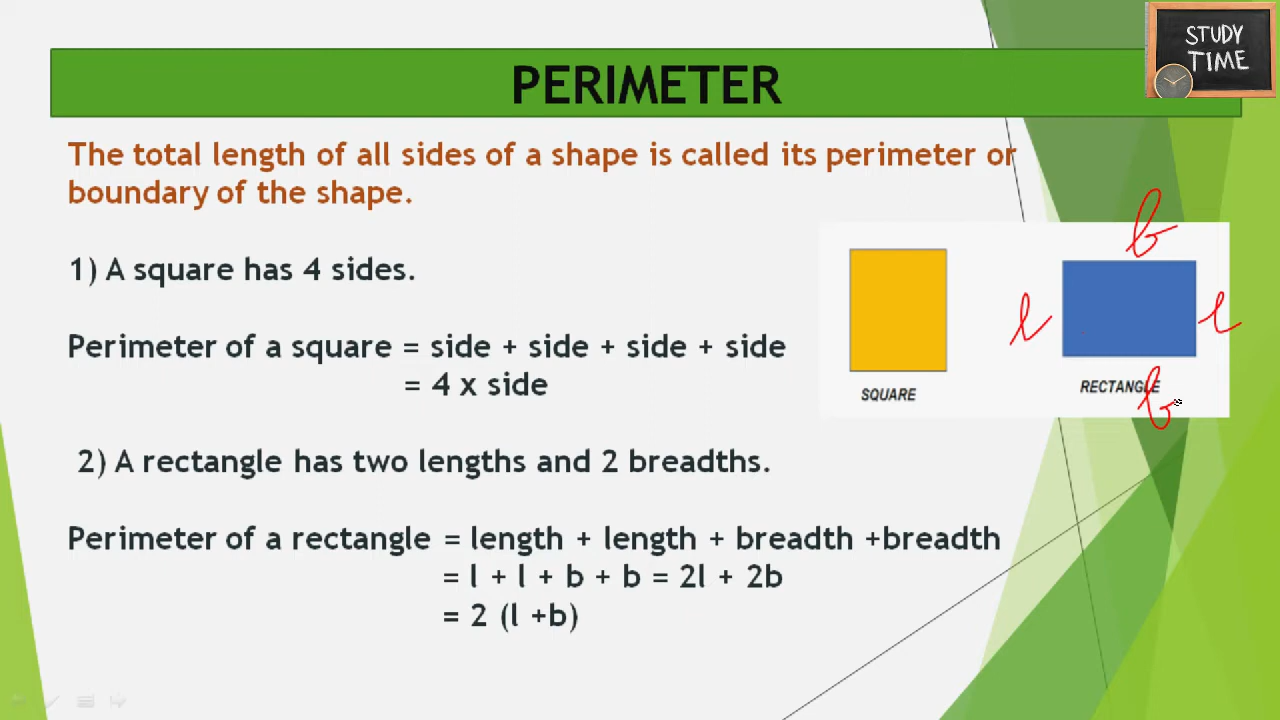 STUDY
TIME
PERIMETER
The total length of all sides of a shape is called its perimeter or
boundary of the shape.
1) A square has 4 sides.
Perimeter of a square = side + side + side + side
= 4 x side
2) A rectangle has two lengths and 2 breadths.
Perimeter of a rectangle = length + length + breadth +breadth
= l + l + b + b = 2l + 2b
= 2 (l +b)
b
l
l
SQUARE
RECTANGLE
b